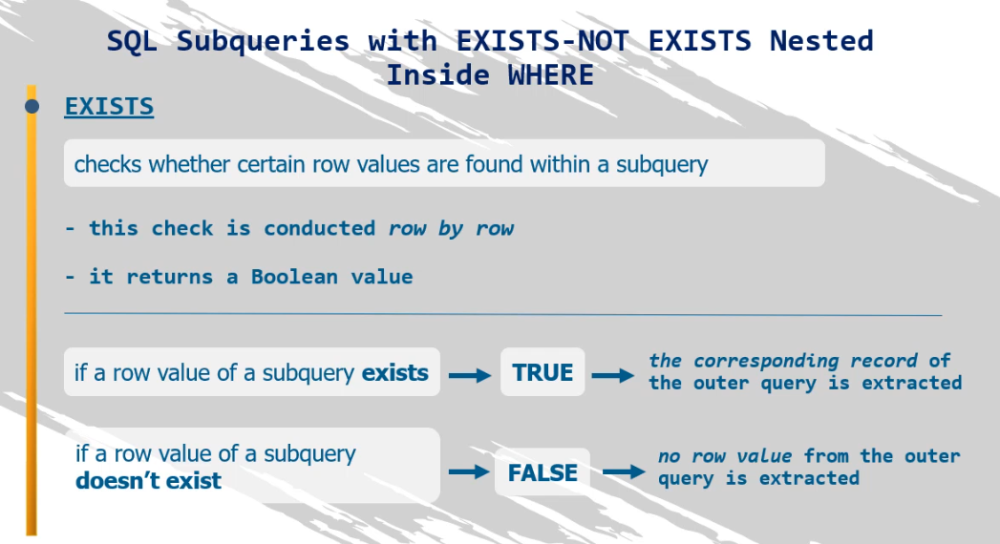 SQL Subqueries with EXISTS-NOT EXISTS Nested
Inside WHERE
EXISTS
checks whether certain row values are found within a subquery
- this check is conducted row by row
- it returns a Boolean value
if a row value of a subquery exists
TRUE
the corresponding record of
the outer query is extracted
if a row value of a subquery
doesn’t exist
FALSE
no row value from the outer
query is extracted